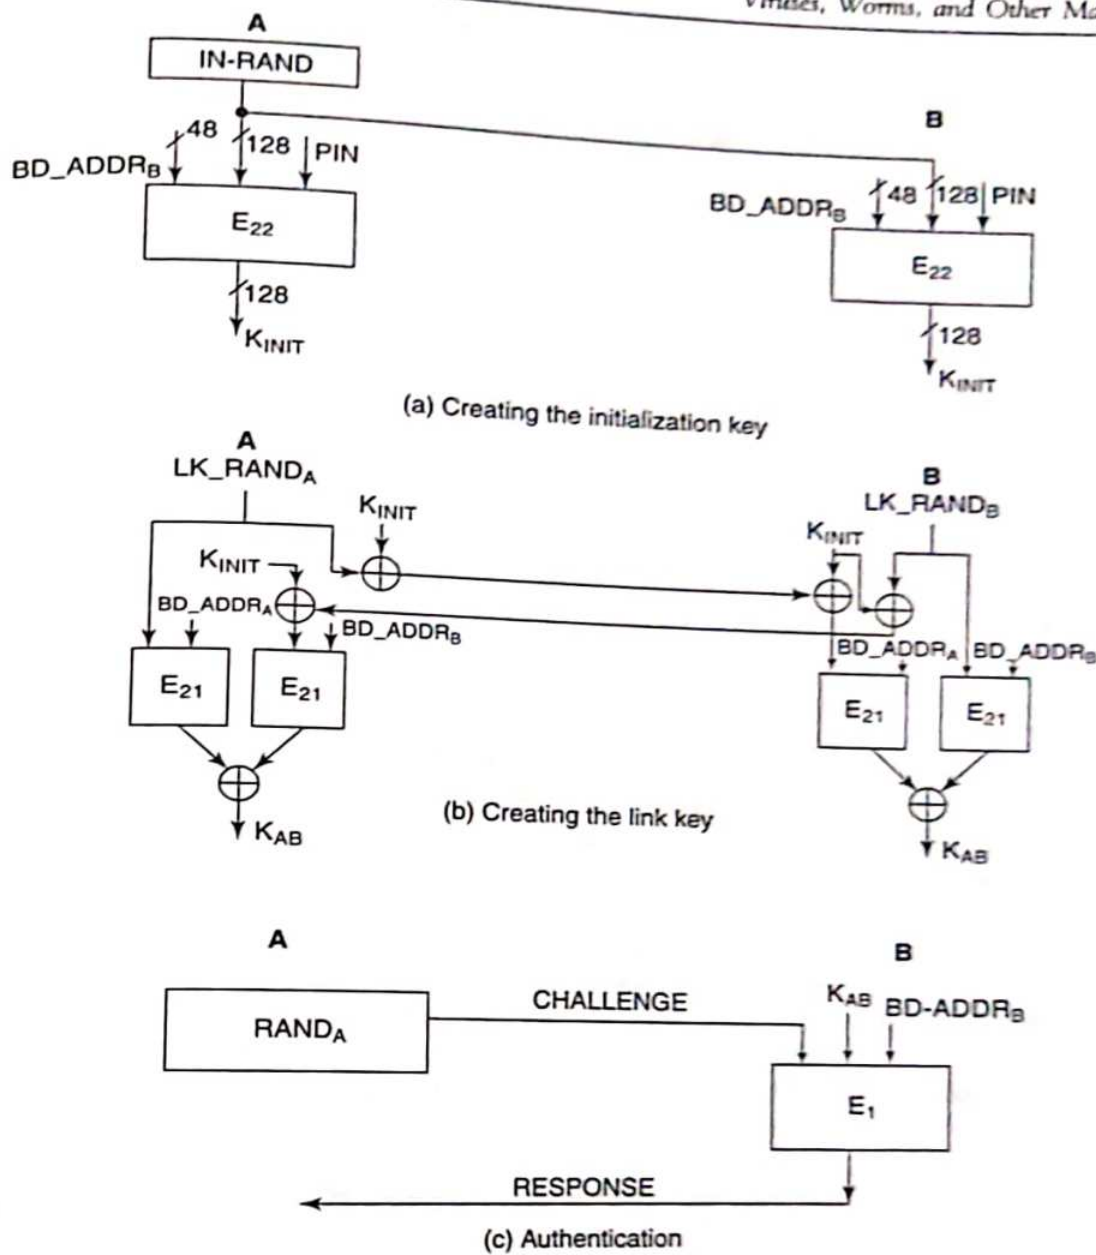 Viruses, Worms, and Other Ma
A
IN-RAND
B
48
128
PIN
BD_ADDRB
E22
128
KINIT
48
128
PIN
BD_ADDRB
E22
128
KINIT
(a) Creating the initialization key
A
LK_RANDA
B
LK_RANDB
KINIT
KINIT
KINIT
BD_ADDRA
BD_ADDRB
BD_ADDRA
BD_ADDRB
E21
E21
E21
E21
(b) Creating the link key
KAB
KAB
A
B
RANDA
CHALLENGE
KAB
BD-ADDRB
E1
RESPONSE
(c) Authentication